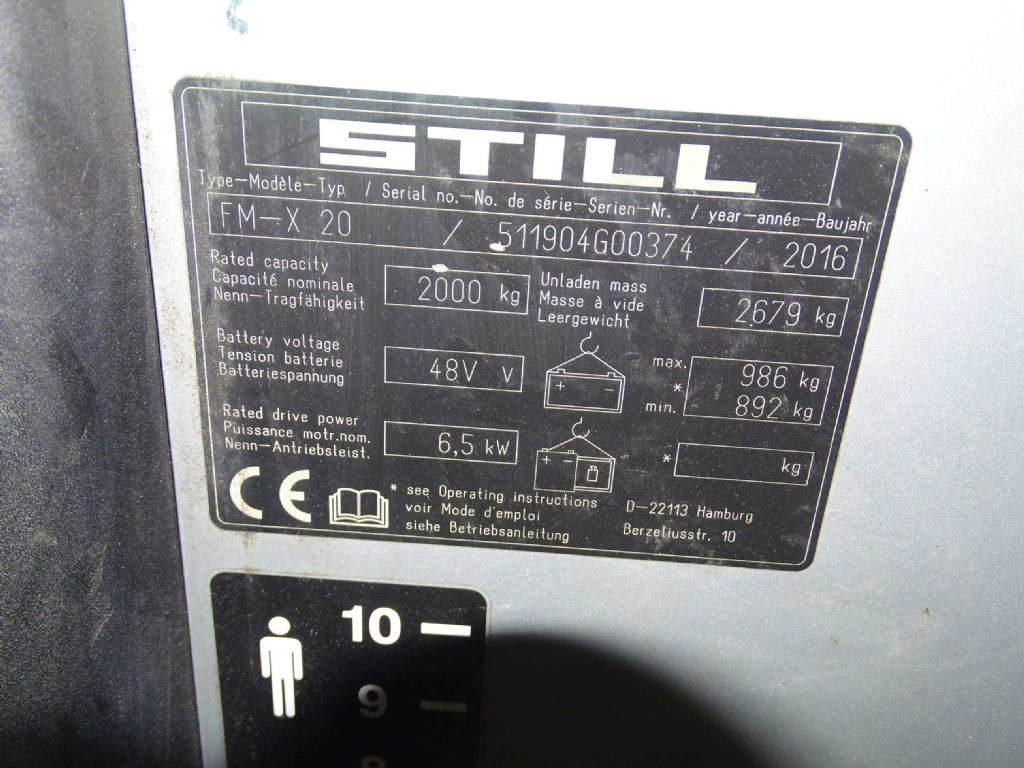 STILL
Type-Modèle-Typ / Serial no.-No. de série-Serien-Nr. / year-année-Baujahr
FM-X 20 / 511904G00374 / 2016
Rated capacity
Capacité nominale
Nenn-Tragfähigkeit
2000 kg
Unladen mass
Masse à vide
Leergewicht
2679 kg
Battery voltage
Tension batterie
Batteriespannung
48V V
max. 986 kg
*
min. 892 kg
Rated drive power
Puissance motr.nom.
Nenn-Antriebsleist.
6,5 kW
* kg
CE
* see Operating instructions
voir Mode d'emploi
siehe Betriebsanleitung
D-22113 Hamburg
Berzeliusstr. 10
10
9